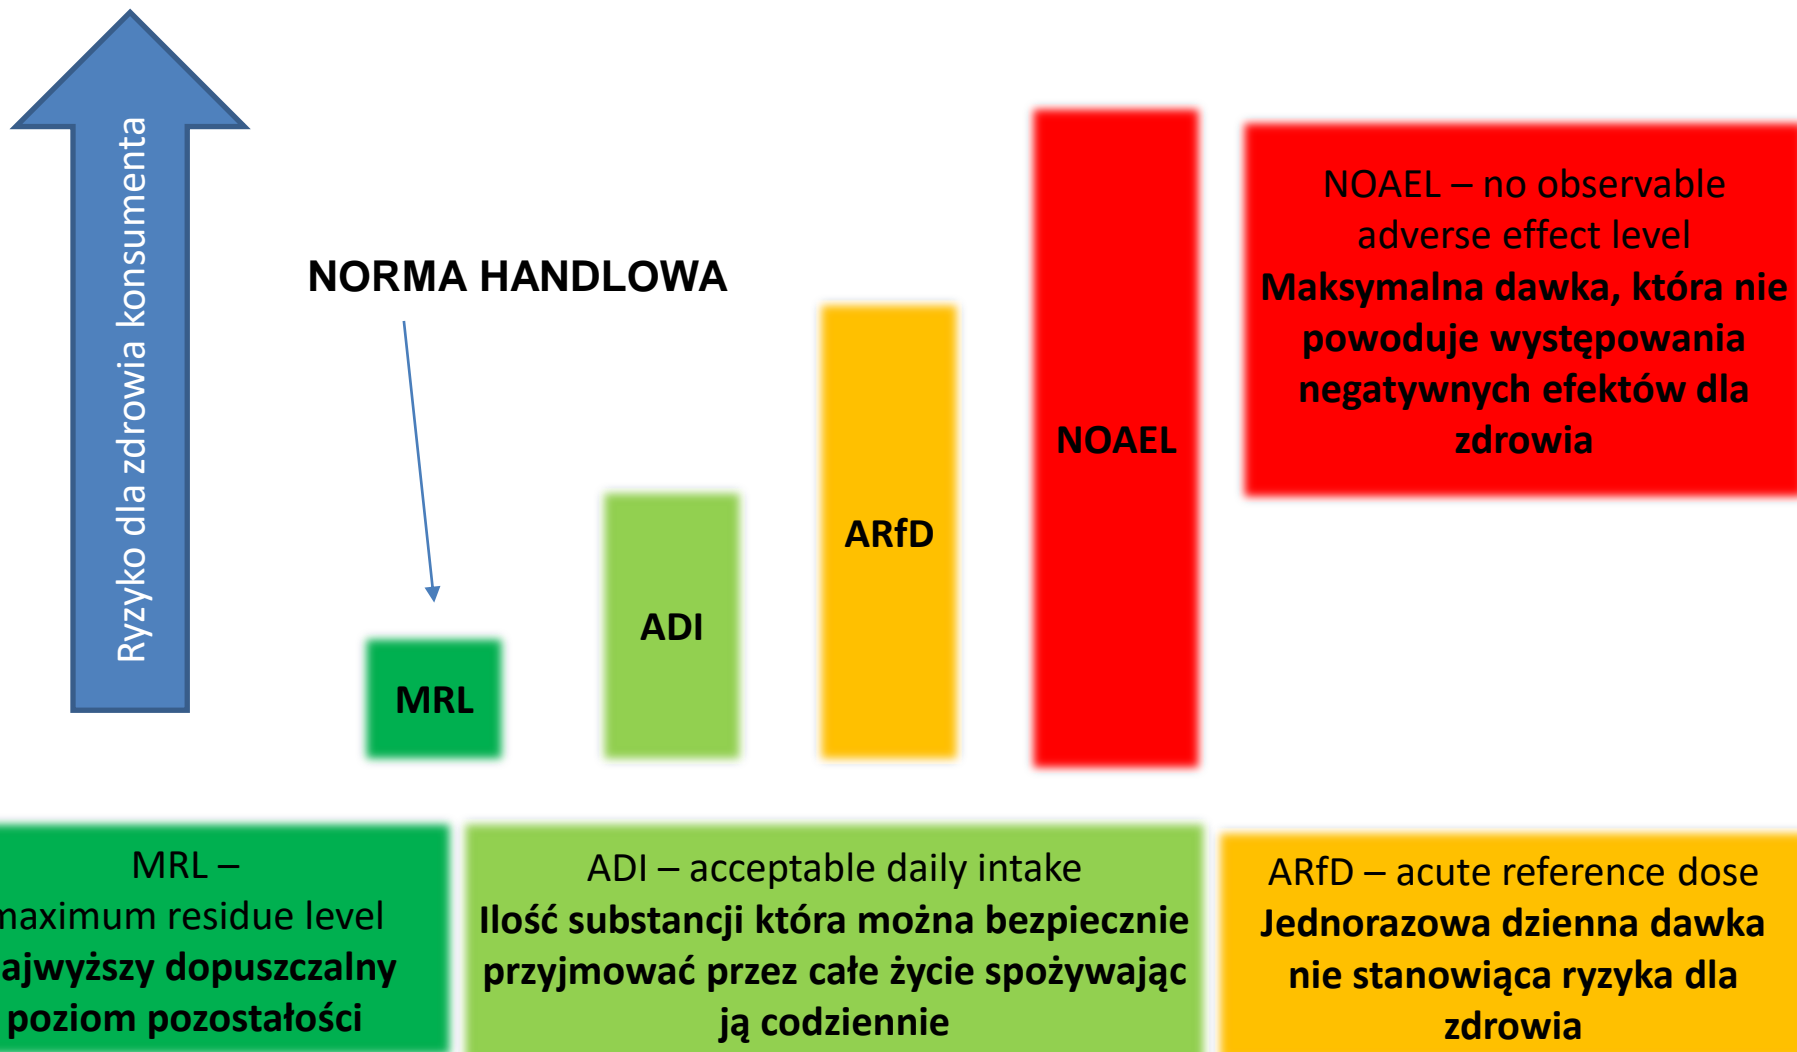 Ryzyko dla zdrowia konsumenta
NORMA HANDLOWA
MRL
ADI
ARfD
NOAEL
NOAEL – no observable
adverse effect level
Maksymalna dawka, która nie
powoduje występowania
negatywnych efektów dla
zdrowia
MRL –
maximum residue level
ajwyższy dopuszczalny
poziom pozostałości
ADI – acceptable daily intake
Ilość substancji która można bezpiecznie
przyjmować przez całe życie spożywając
ją codziennie
ARfD – acute reference dose
Jednorazowa dzienna dawka
nie stanowiąca ryzyka dla
zdrowia